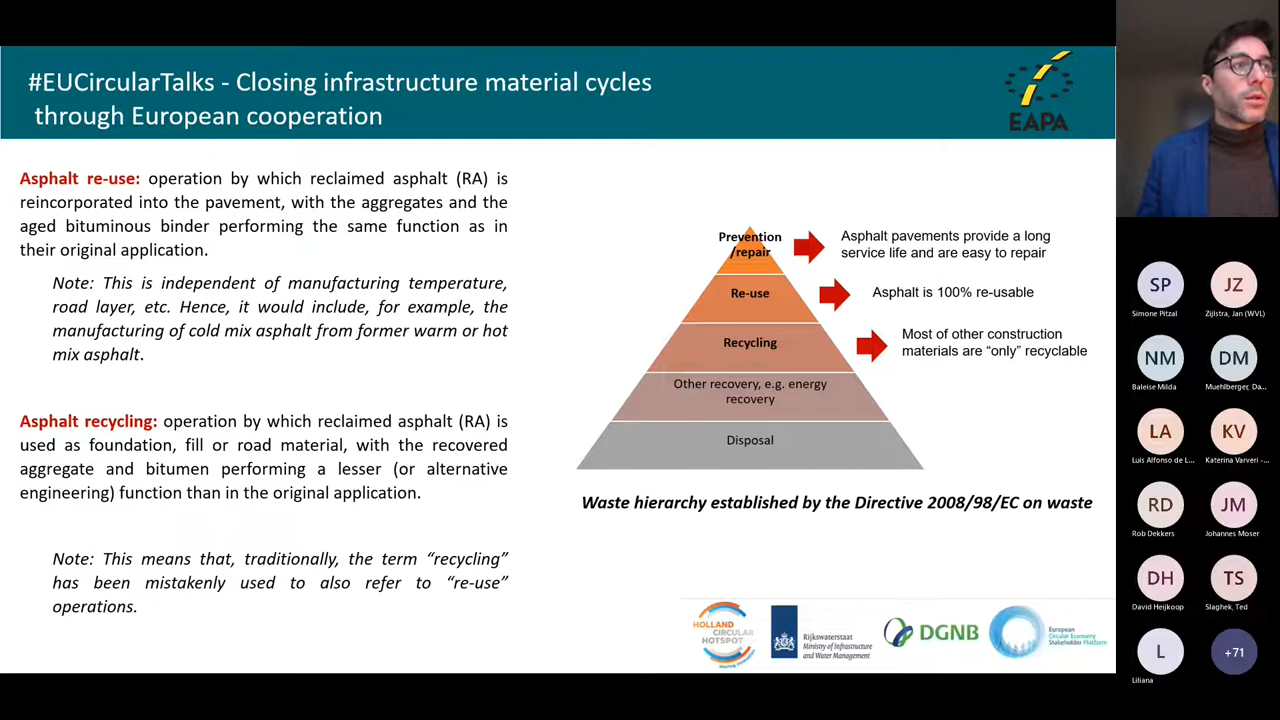 #EUCircularTalks - Closing infrastructure material cycles
through European cooperation
EAPA
Asphalt re-use: operation by which reclaimed asphalt (RA) is
reincorporated into the pavement, with the aggregates and the
aged bituminous binder performing the same function as in
their original application.
Note: This is independent of manufacturing temperature,
road layer, etc. Hence, it would include, for example, the
manufacturing of cold mix asphalt from former warm or hot
mix asphalt.
Asphalt recycling: operation by which reclaimed asphalt (RA) is
used as foundation, fill or road material, with the recovered
aggregate and bitumen performing a lesser (or alternative
engineering) function than in the original application.
Note: This means that, traditionally, the term “recycling”
has been mistakenly used to also refer to “re-use”
operations.
Prevention
/repair
Asphalt pavements provide a long
service life and are easy to repair
Re-use
Asphalt is 100% re-usable
Recycling
Most of other construction
materials are “only” recyclable
Other recovery, e.g. energy
recovery
Disposal
Waste hierarchy established by the Directive 2008/98/EC on waste
HOLLAND
CIRCULAR
HOTSPOT
Rijkswaterstaat
Ministry of Infrastructure
and Water Management
DGNB
European
Circular Economy
Stakeholder Platform
SP
Simone Pitzal
JZ
Zijlstra, Jan (WVL)
NM
Baleise Milda
DM
Muehlberger, Da...
LA
Luis Alfonso de L...
KV
Katerina Varveri -...
RD
Rob Dekkers
JM
Johannes Moser
DH
David Heijkoop
TS
Slaghek, Ted
L
Liliana
+71